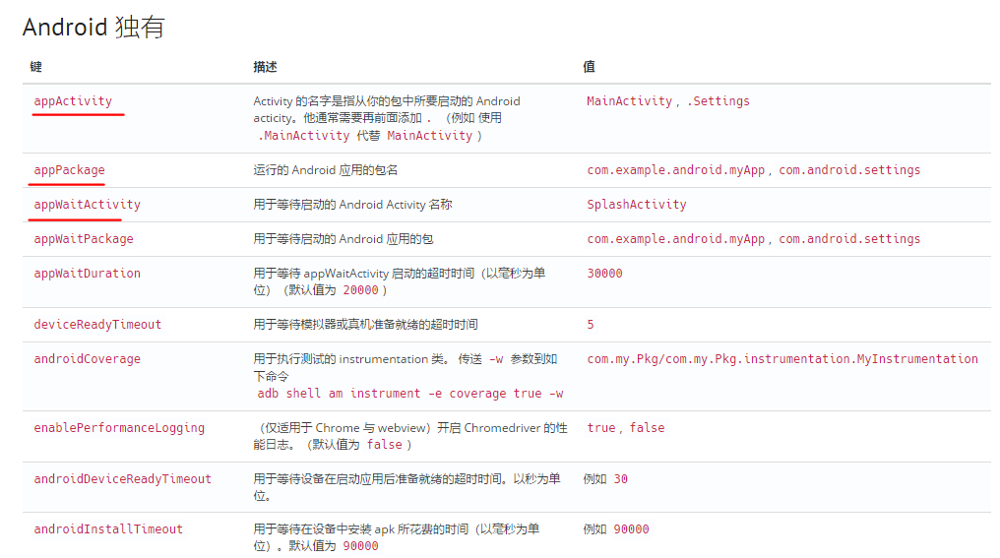 Android 独有
键 描述 值
appActivity Activity 的名字是指从你的包中所要启动的 Android MainActivity , .Settings
acticity。他通常需要再前面添加 . （例如 使用
.MainActivity 代替 MainActivity ）
appPackage 运行的 Android 应用的包名 com.example.android.myApp , com.android.settings
appWaitActivity 用于等待启动的 Android Activity 名称 SplashActivity
appWaitPackage 用于等待启动的 Android 应用的包 com.example.android.myApp , com.android.settings
appWaitDuration 用于等待 appWaitActivity 启动的超时时间（以毫秒为单 30000
位）（默认值为 20000 ）
deviceReadyTimeout 用于等待模拟器或真机准备就绪的超时时间 5
androidCoverage 用于执行测试的 instrumentation 类。 传送 -w 参数到如 com.my.Pkg/com.my.Pkg.instrumentation.MyInstrumentation
下命令
adb shell am instrument -e coverage true -w
enablePerformanceLogging （仅适用于 Chrome 与 webview）开启 Chromedriver 的性 true , false
能日志。（默认值为 false ）
androidDeviceReadyTimeout 用于等待设备在启动应用后准备就绪的超时时间。以秒为单 例如 30
位。
androidInstallTimeout 用于等待在设备中安装 apk 所花费的时间（以毫秒为单 例如 90000
位）。默认值为 90000